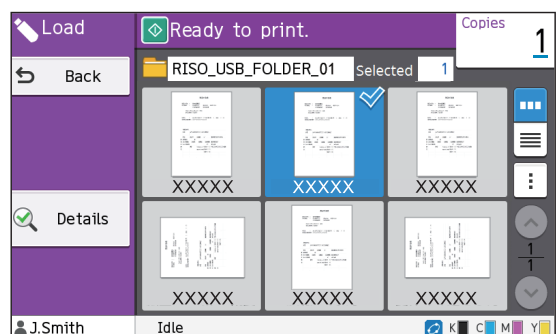 Load
Ready to print.
Copies
1
Back
RISO_USB_FOLDER_01
Selected
1
XXXXX
XXXXX
XXXXX
Details
1
1
XXXXX
XXXXX
XXXXX
J.Smith
Idle
K
C
M
Y